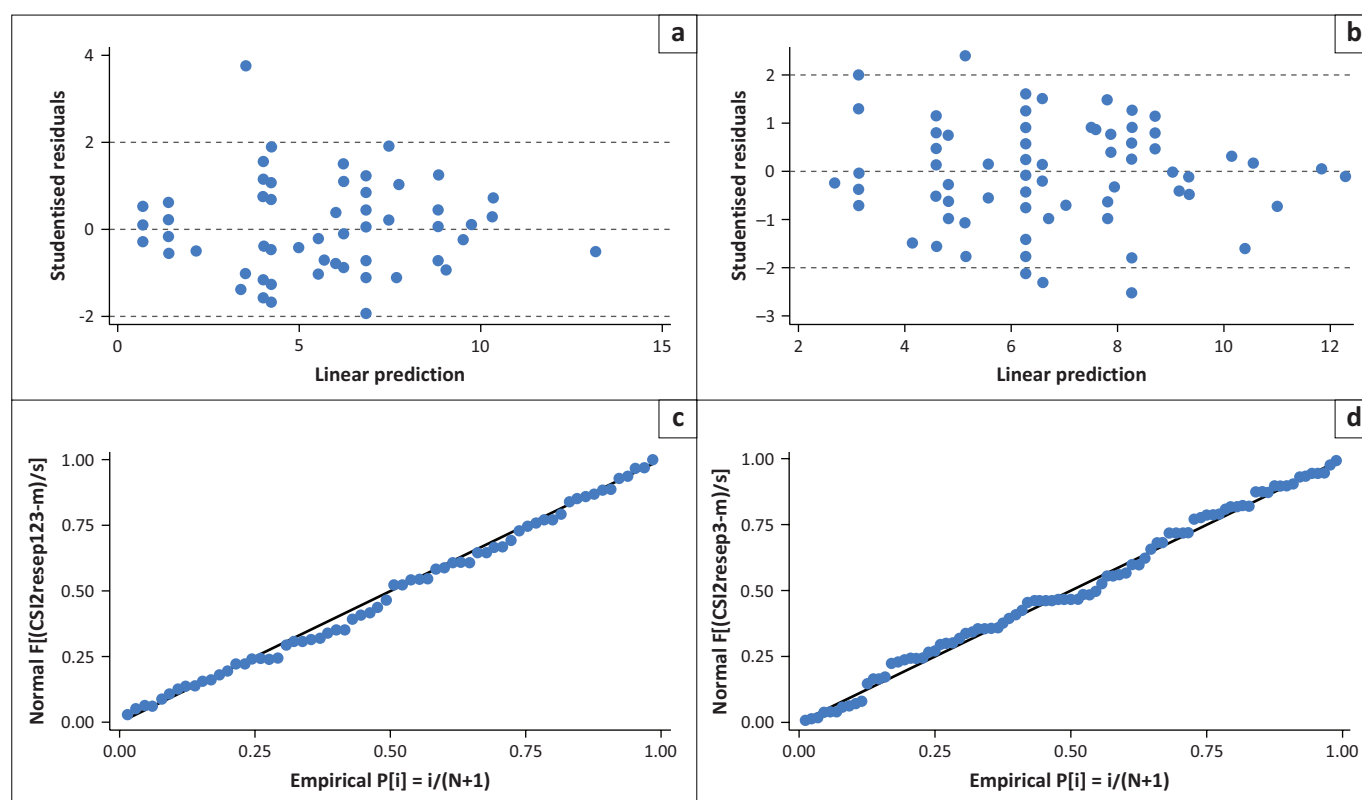 a
4
2
0
-2
Studentised residuals
0 5 10 15
Linear prediction
b
2
1
0
-1
-2
–3
Studentised residuals
2 4 6 8 10 12
Linear prediction
c
1.00
0.75
0.50
0.25
0.00
Normal F[(CSI2resep123-m)/s]
0.00 0.25 0.50 0.75 1.00
Empirical P[i] = i/(N+1)
d
1.00
0.75
0.50
0.25
0.00
Normal F[(CSI2resep3-m)/s]
0.00 0.25 0.50 0.75 1.00
Empirical P[i] = i/(N+1)